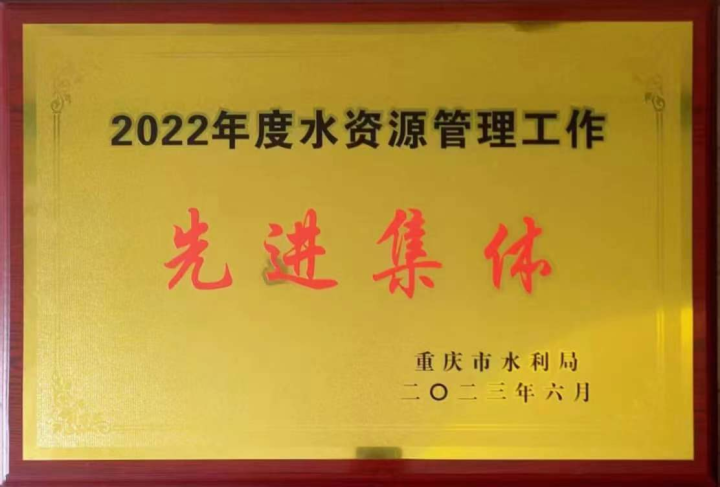 2022年度水资源管理工作
先进集体
重庆市水利局
二〇二三年六月